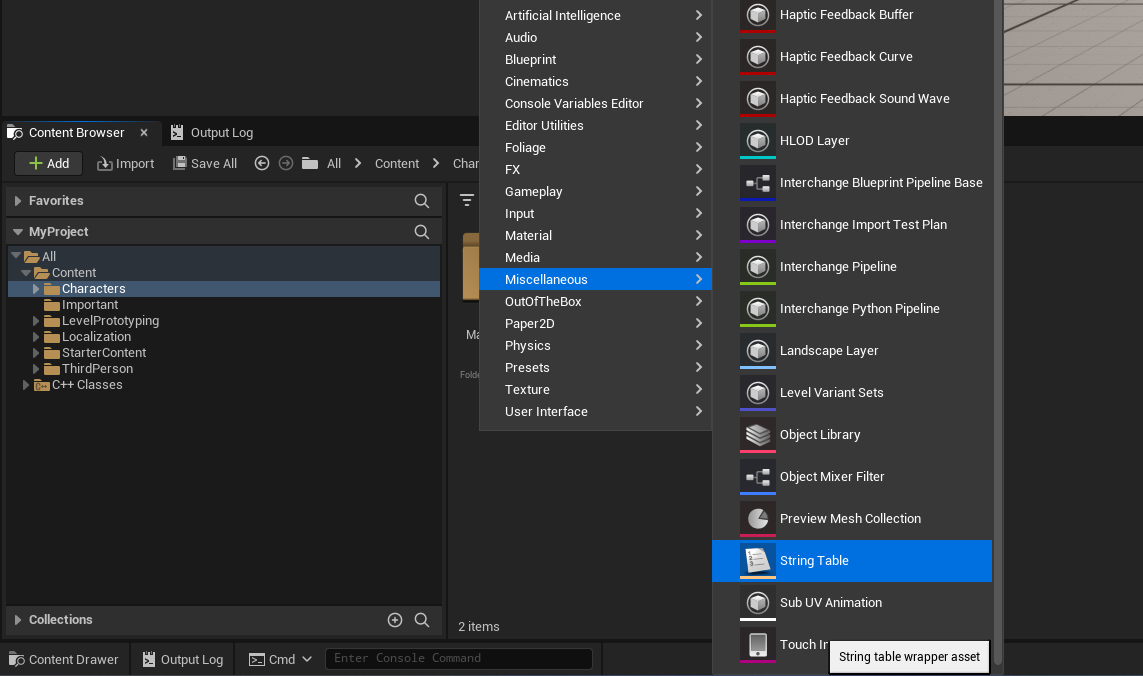 Artificial Intelligence
Audio
Blueprint
Cinematics
Console Variables Editor
Editor Utilities
Foliage
FX
Gameplay
Input
Material
Media
Miscellaneous
OutOfTheBox
Paper2D
Physics
Presets
Texture
User Interface
Haptic Feedback Buffer
Haptic Feedback Curve
Haptic Feedback Sound Wave
HLOD Layer
Interchange Blueprint Pipeline Base
Interchange Import Test Plan
Interchange Pipeline
Interchange Python Pipeline
Landscape Layer
Level Variant Sets
Object Library
Object Mixer Filter
Preview Mesh Collection
String Table
Sub UV Animation
Touch In
String table wrapper asset
Content Browser
Output Log
Add
Import
Save All
All
Content
Char
Favorites
MyProject
All
Content
Characters
Important
LevelPrototyping
Localization
StarterContent
ThirdPerson
C++
C++ Classes
Ma
Folde
Collections
2 items
Content Drawer
Output Log
Cmd
Enter Console Command